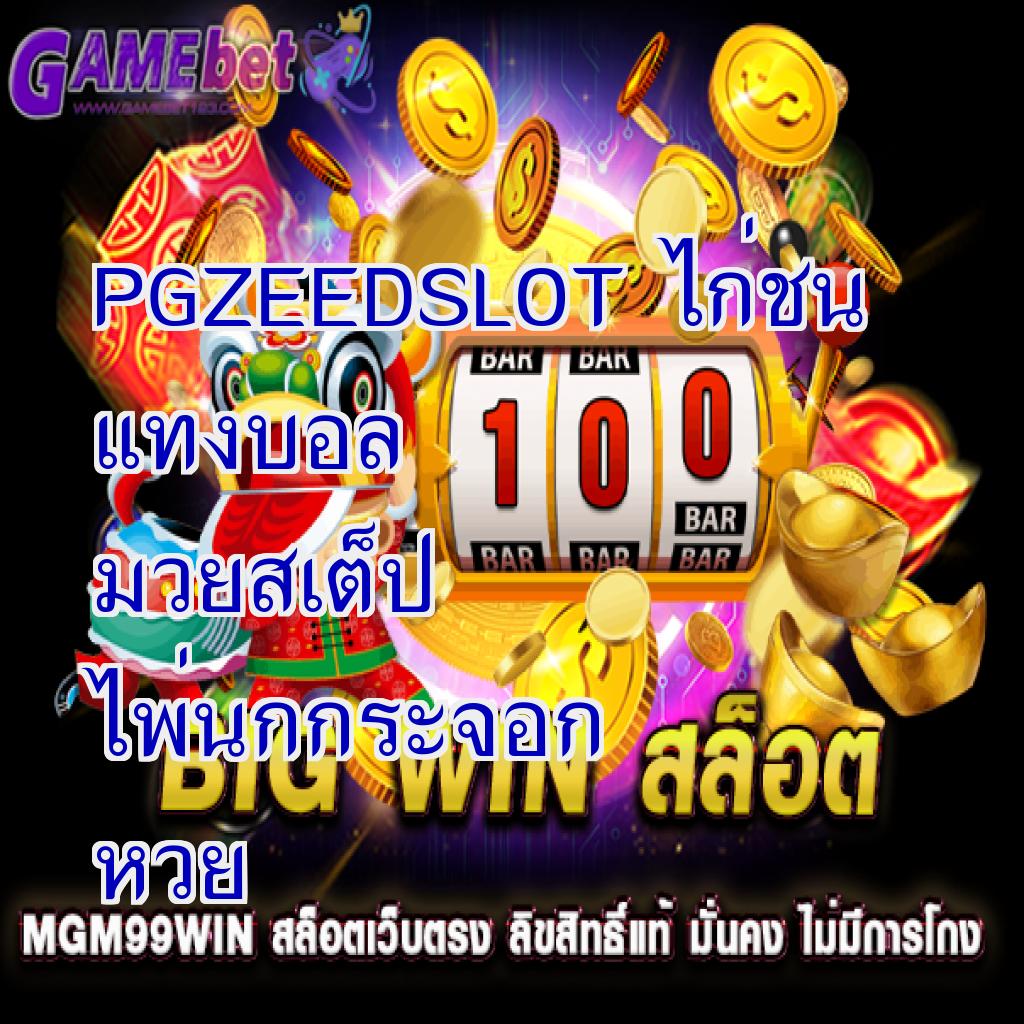 GAMEbet
PGZEEDSLOT ไก่ชน
BAR BAR
100
แทงบอล
BAR
มวยสเต็ป
BAR BAR BAR
ไพ่นกกระจอก
BIG WIN สล็อต
หวย
MGM99WIN สล็อตเว็บตรง ลิขสิทธิ์แท้ มั่นคง ไม่มีการโกง